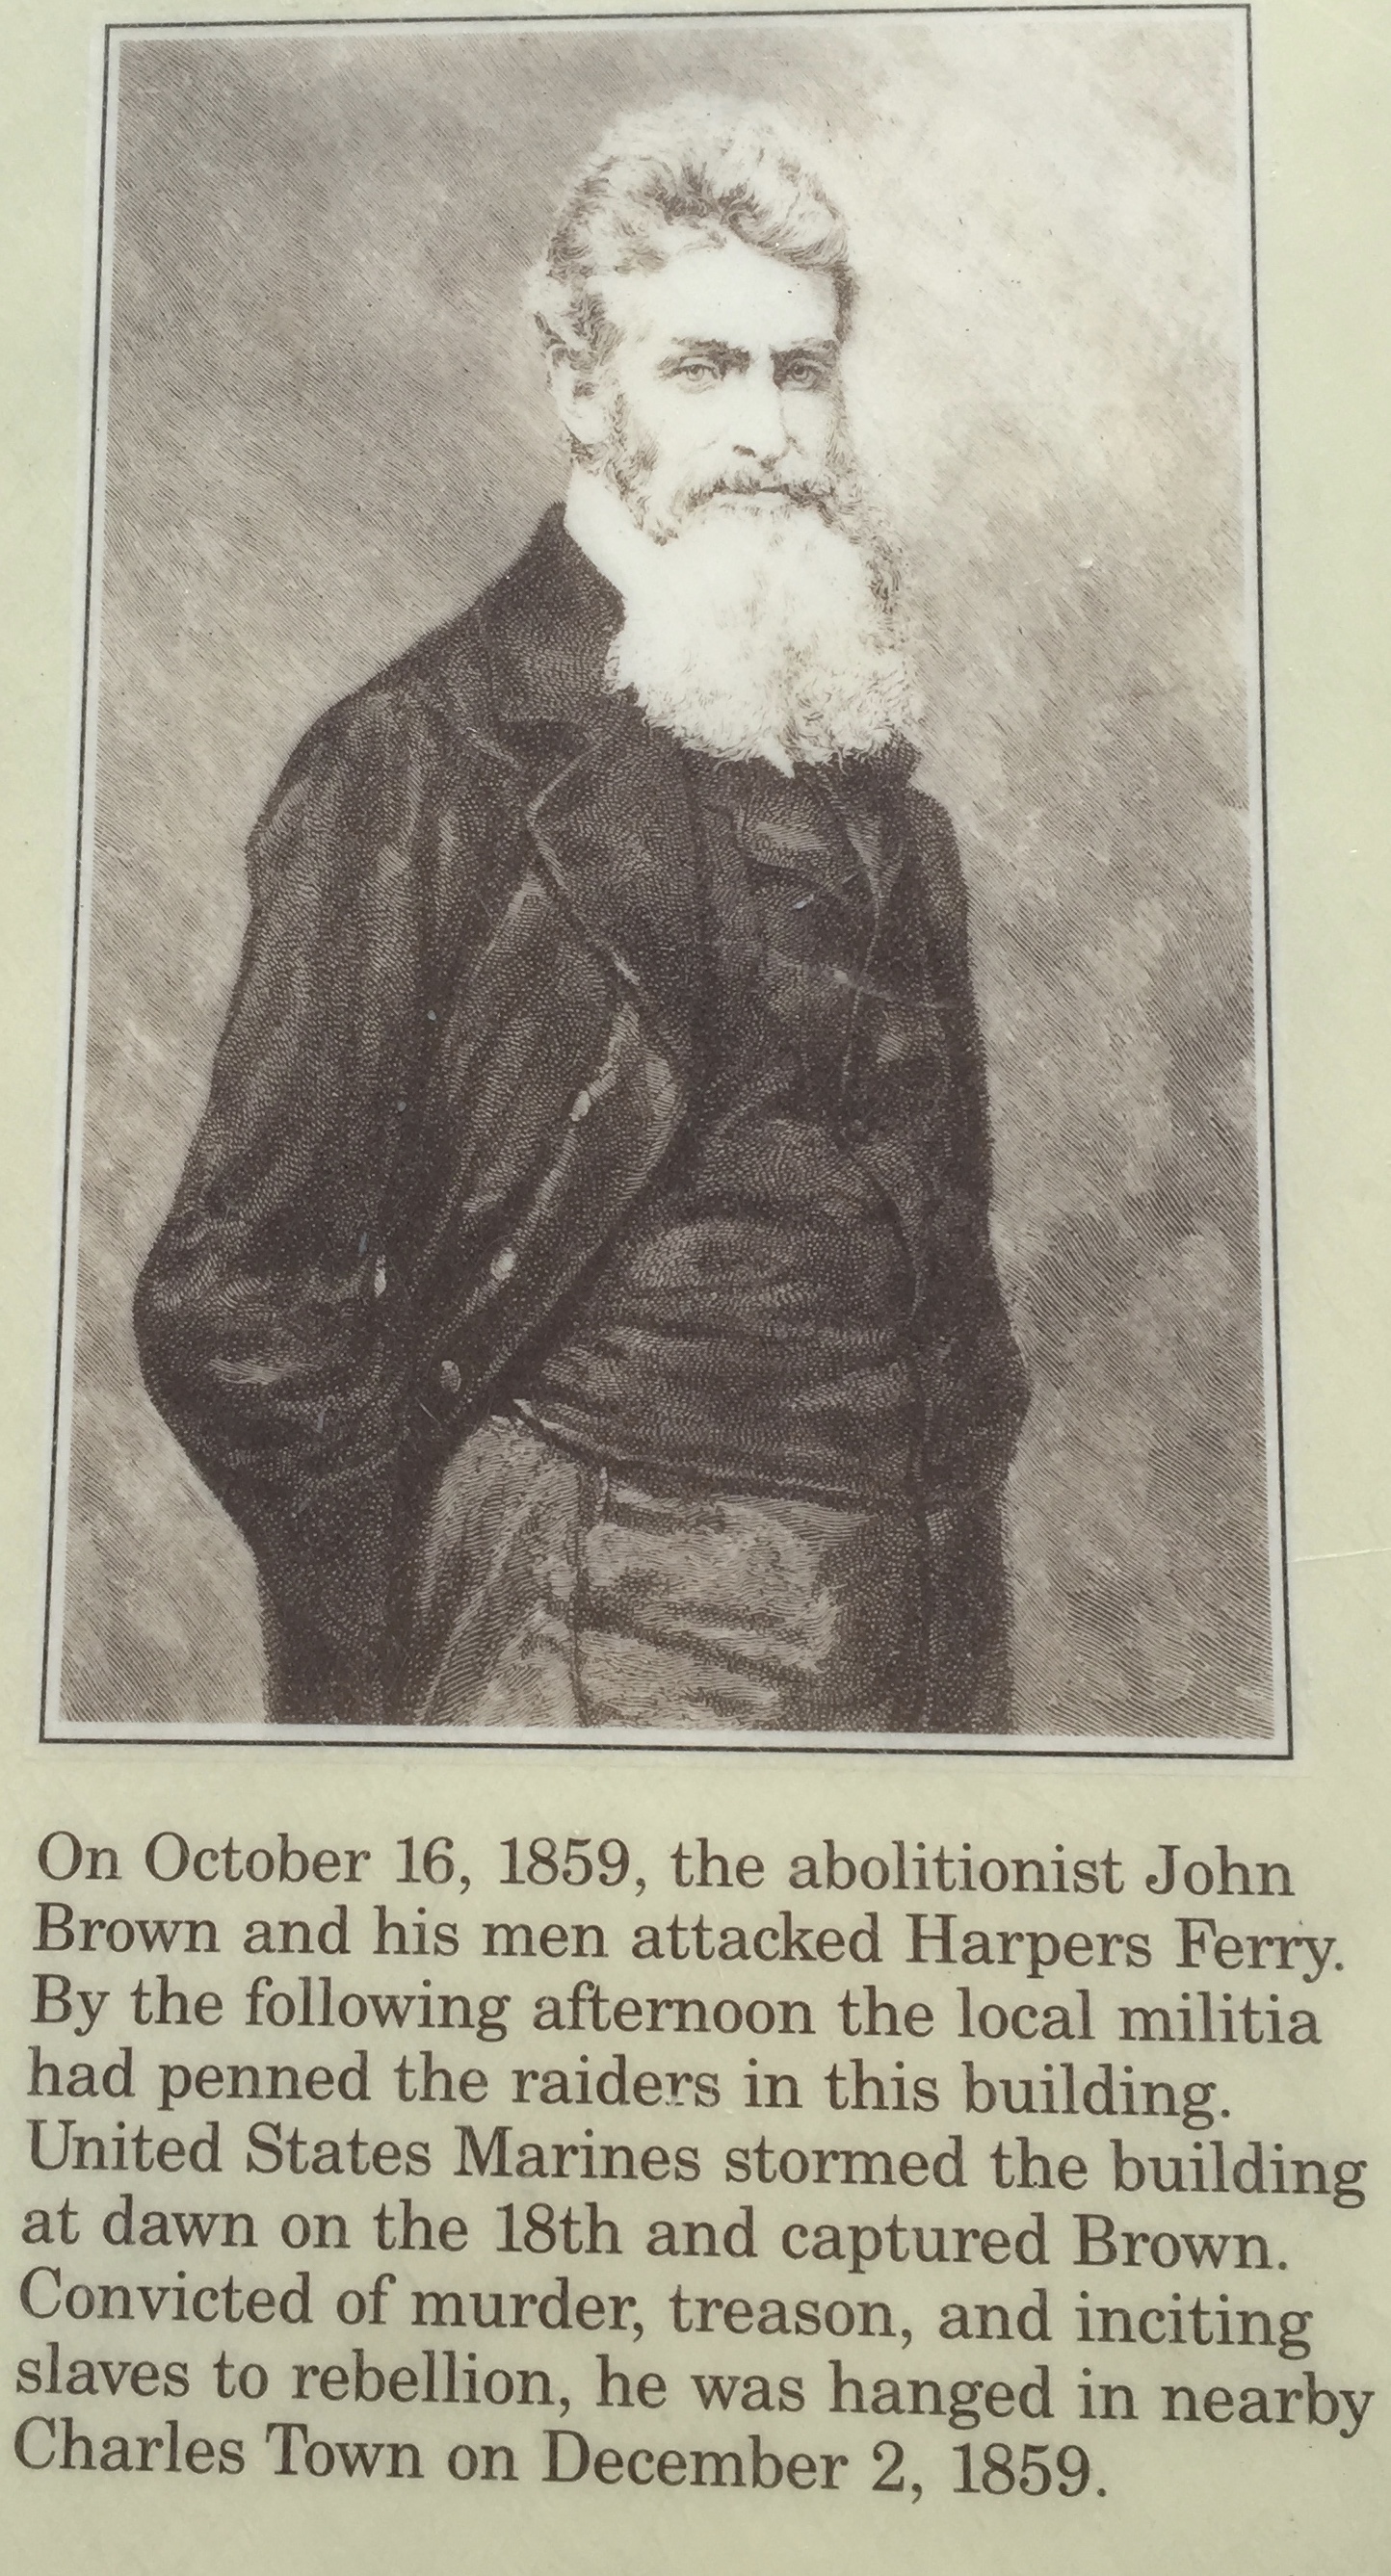 On October 16, 1859, the abolitionist John
Brown and his men attacked Harpers Ferry.
By the following afternoon the local militia
had penned the raiders in this building.
United States Marines stormed the building
at dawn on the 18th and captured Brown.
Convicted of murder, treason, and inciting
slaves to rebellion, he was hanged in nearby
Charles Town on December 2, 1859.